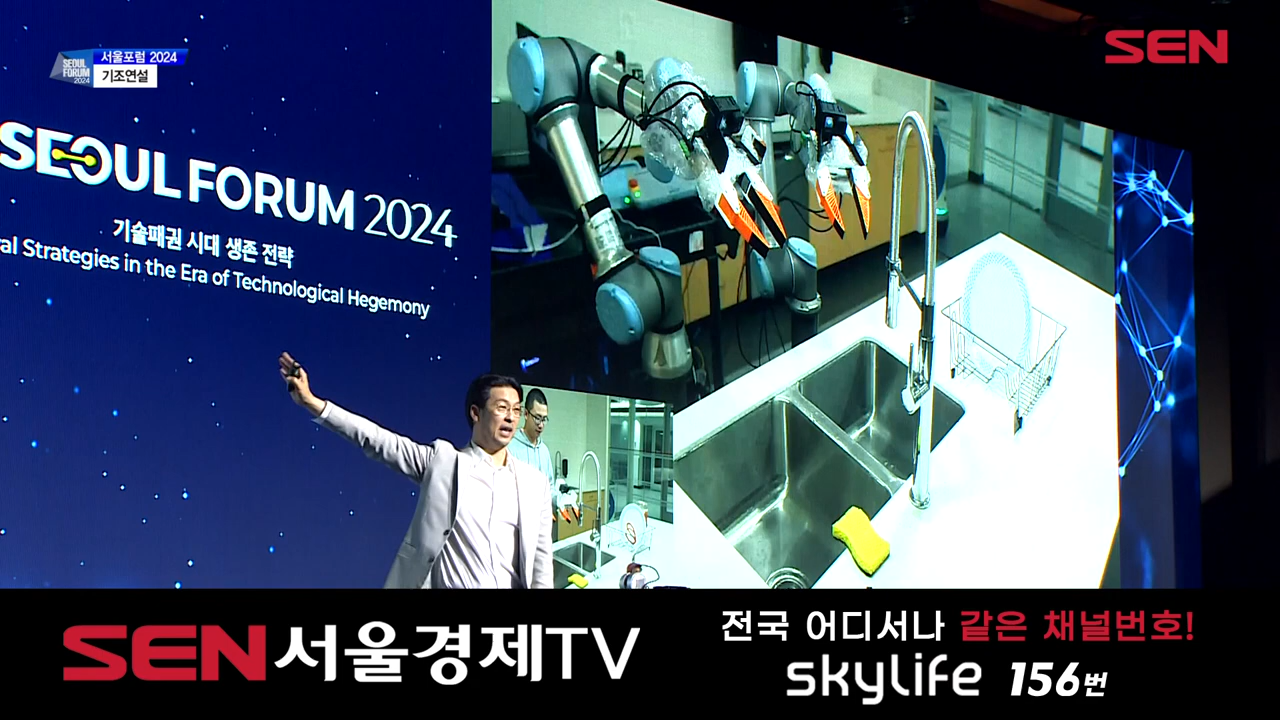 SEOUL
FORUM
2024
서울포럼 2024
기조연설
SEN
SEOUL FORUM 2024
기술패권 시대 생존 전략
al Strategies in the Era of Technological Hegemony
SEN서울경제TV
전국 어디서나 같은 채널번호!
skylife 156번